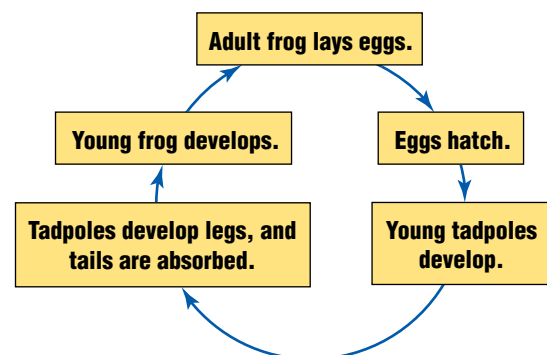 Adult frog lays eggs.
Eggs hatch.
Young tadpoles
develop.
Tadpoles develop legs, and
tails are absorbed.
Young frog develops.